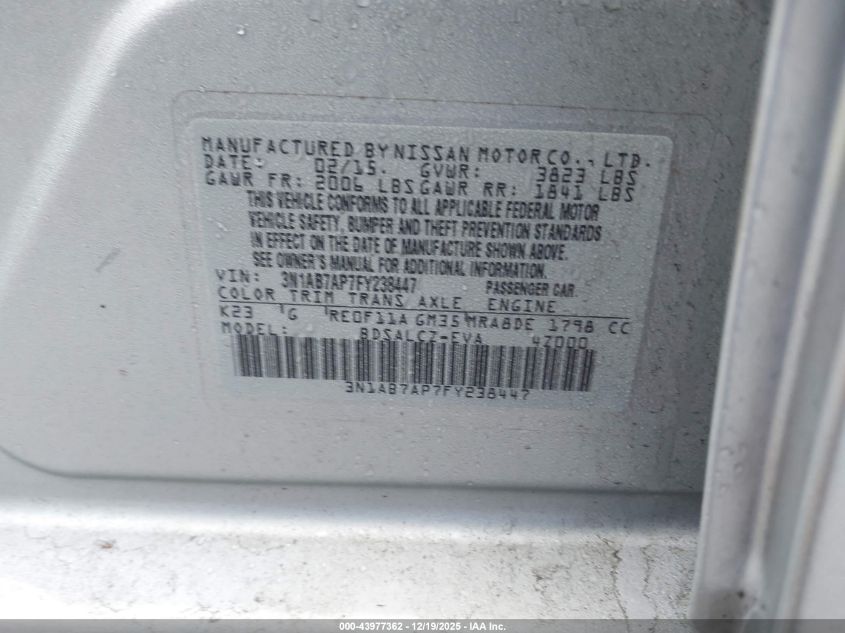 MANUFACTURED BY NISSAN MOTOR CO., LTD.
DATE: 02/15. GVWR: 3823 LBS
GAWR FR: 2006 LBS GAWR RR: 1841 LBS
THIS VEHICLE CONFORMS TO ALL APPLICABLE FEDERAL MOTOR
VEHICLE SAFETY, BUMPER AND THEFT PREVENTION STANDARDS
IN EFFECT ON THE DATE OF MANUFACTURE SHOWN ABOVE.
SEE OWNER'S MANUAL FOR ADDITIONAL INFORMATION.
VIN: 3N1AB7AP7FY238447 PASSENGER CAR.
COLOR TRIM TRANS AXLE ENGINE
K23 G RE0F11A GM35 MRA8DE 1798 CC
MODEL: BDSALCZ-EVA 4Z000
3N1AB7AP7FY238447
000-43977362 - 12/19/2025 - IAA Inc.